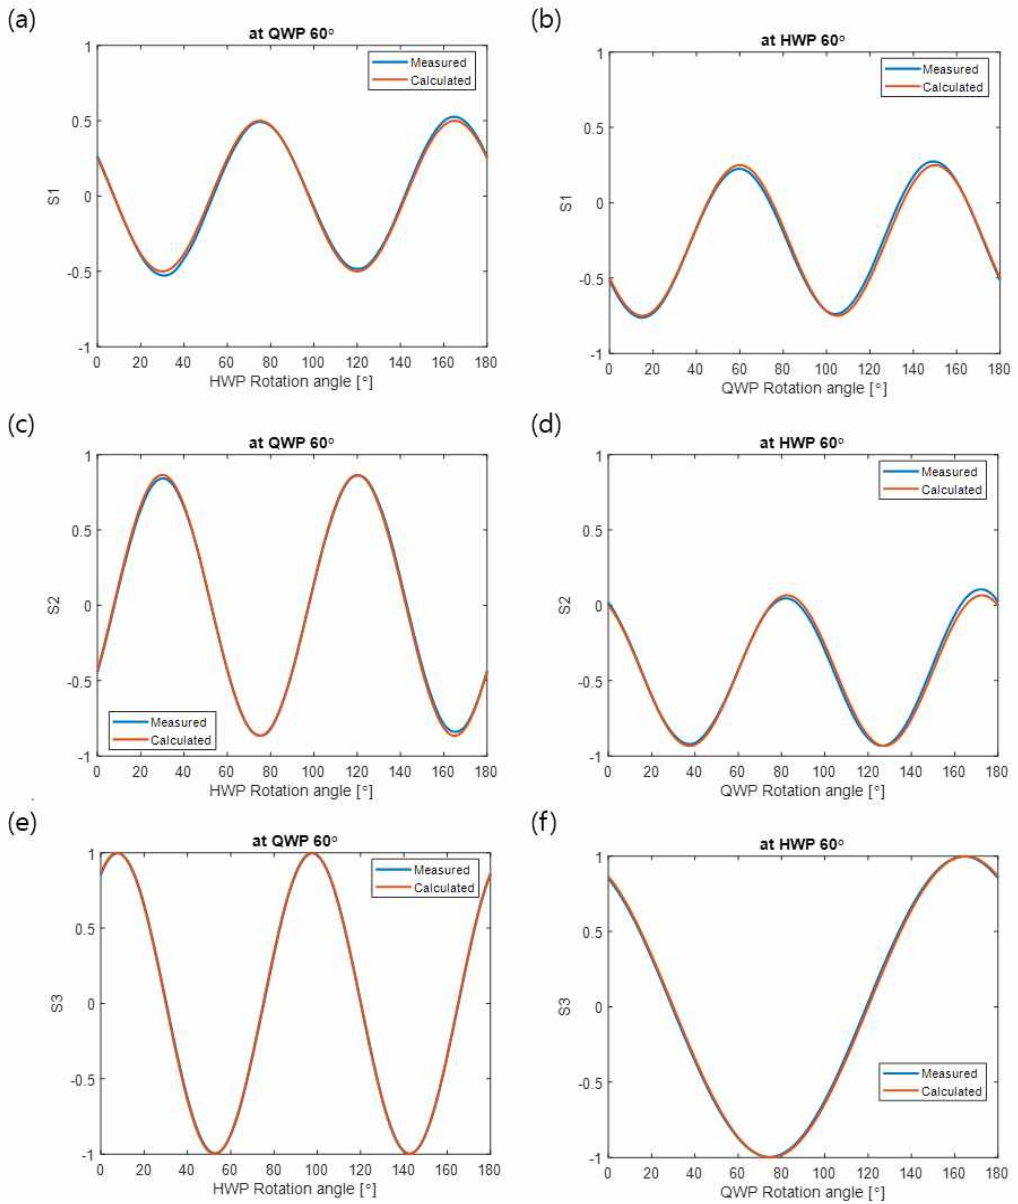 (a)
at QWP 60°
Measured
Calculated
1
0.5
0
-0.5
-1
S1
0 20 40 60 80 100 120 140 160 180
HWP Rotation angle [°]
(b)
at HWP 60°
Measured
Calculated
1
0.5
0
-0.5
-1
S1
0 20 40 60 80 100 120 140 160 180
QWP Rotation angle [°]
(c)
at QWP 60°
1
0.5
0
-0.5
-1
S2
Measured
Calculated
0 20 40 60 80 100 120 140 160 180
HWP Rotation angle [°]
(d)
at HWP 60°
Measured
Calculated
1
0.5
0
-0.5
-1
S2
0 20 40 60 80 100 120 140 160 180
QWP Rotation angle [°]
(e)
at QWP 60°
Measured
Calculated
1
0.5
0
-0.5
-1
S3
0 20 40 60 80 100 120 140 160 180
HWP Rotation angle [°]
(f)
at HWP 60°
1
0.5
0
-0.5
-1
S3
Measured
Calculated
0 20 40 60 80 100 120 140 160 180
QWP Rotation angle [°]